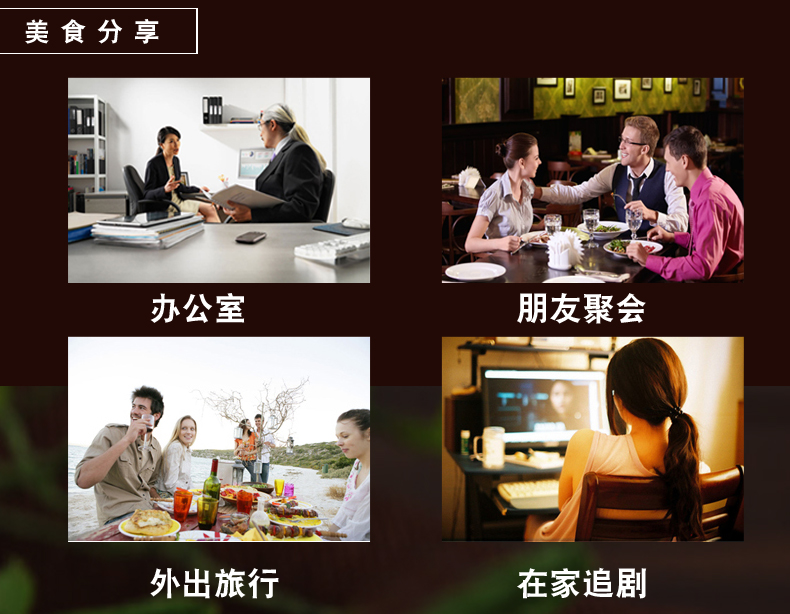 美食分享
办公室
朋友聚会
外出旅行
在家追剧